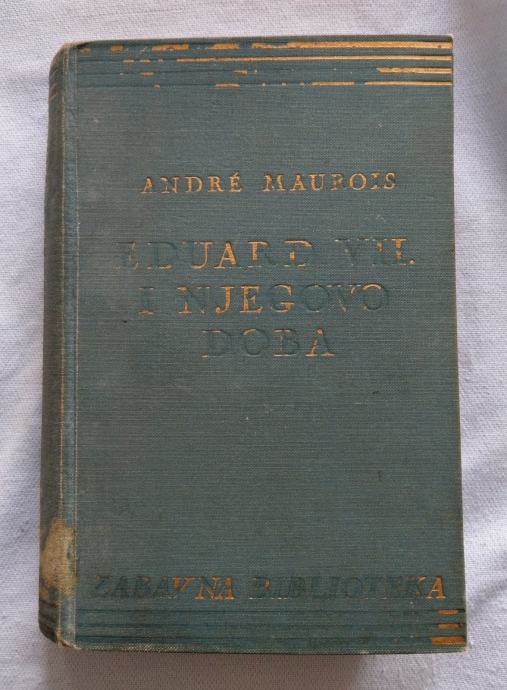 ANDRÉ MAUROIS
EDUARD VII.
I NJEGOVO
DOBA
ZABAVNA BIBLIOTEKA